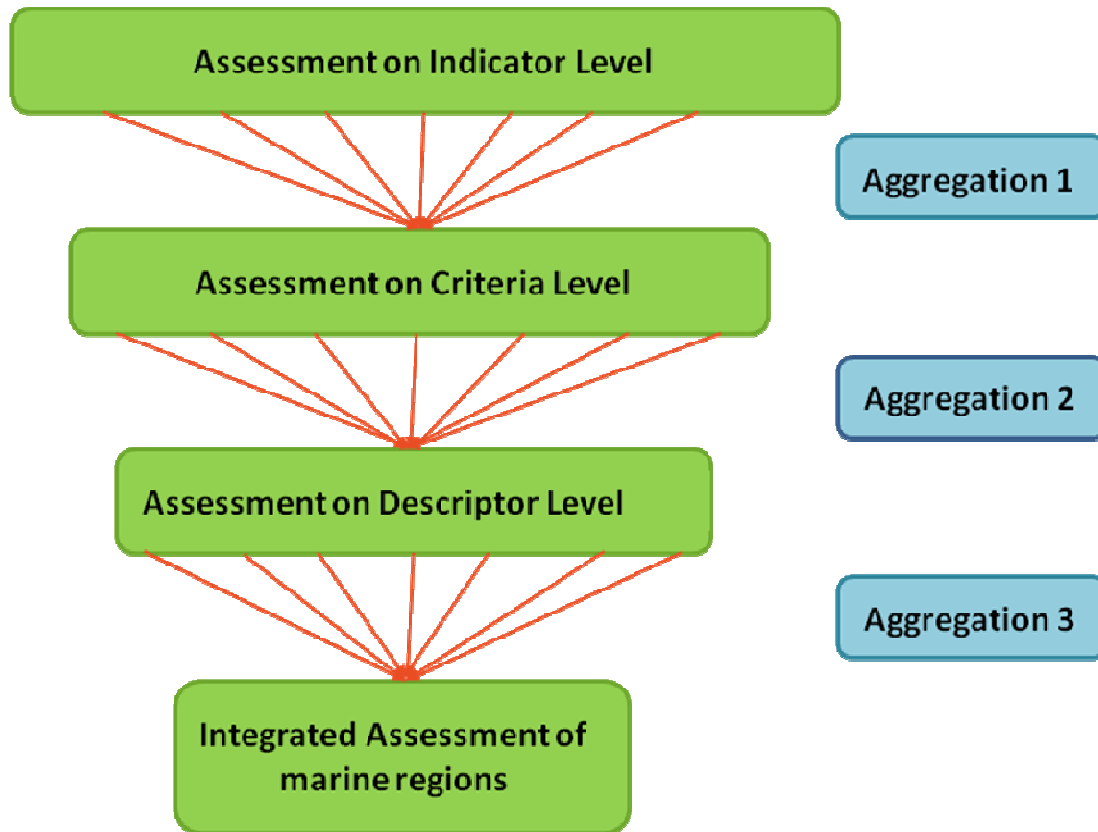 Assessment on Indicator Level
Aggregation 1
Assessment on Criteria Level
Aggregation 2
Assessment on Descriptor Level
Aggregation 3
Integrated Assessment of
marine regions